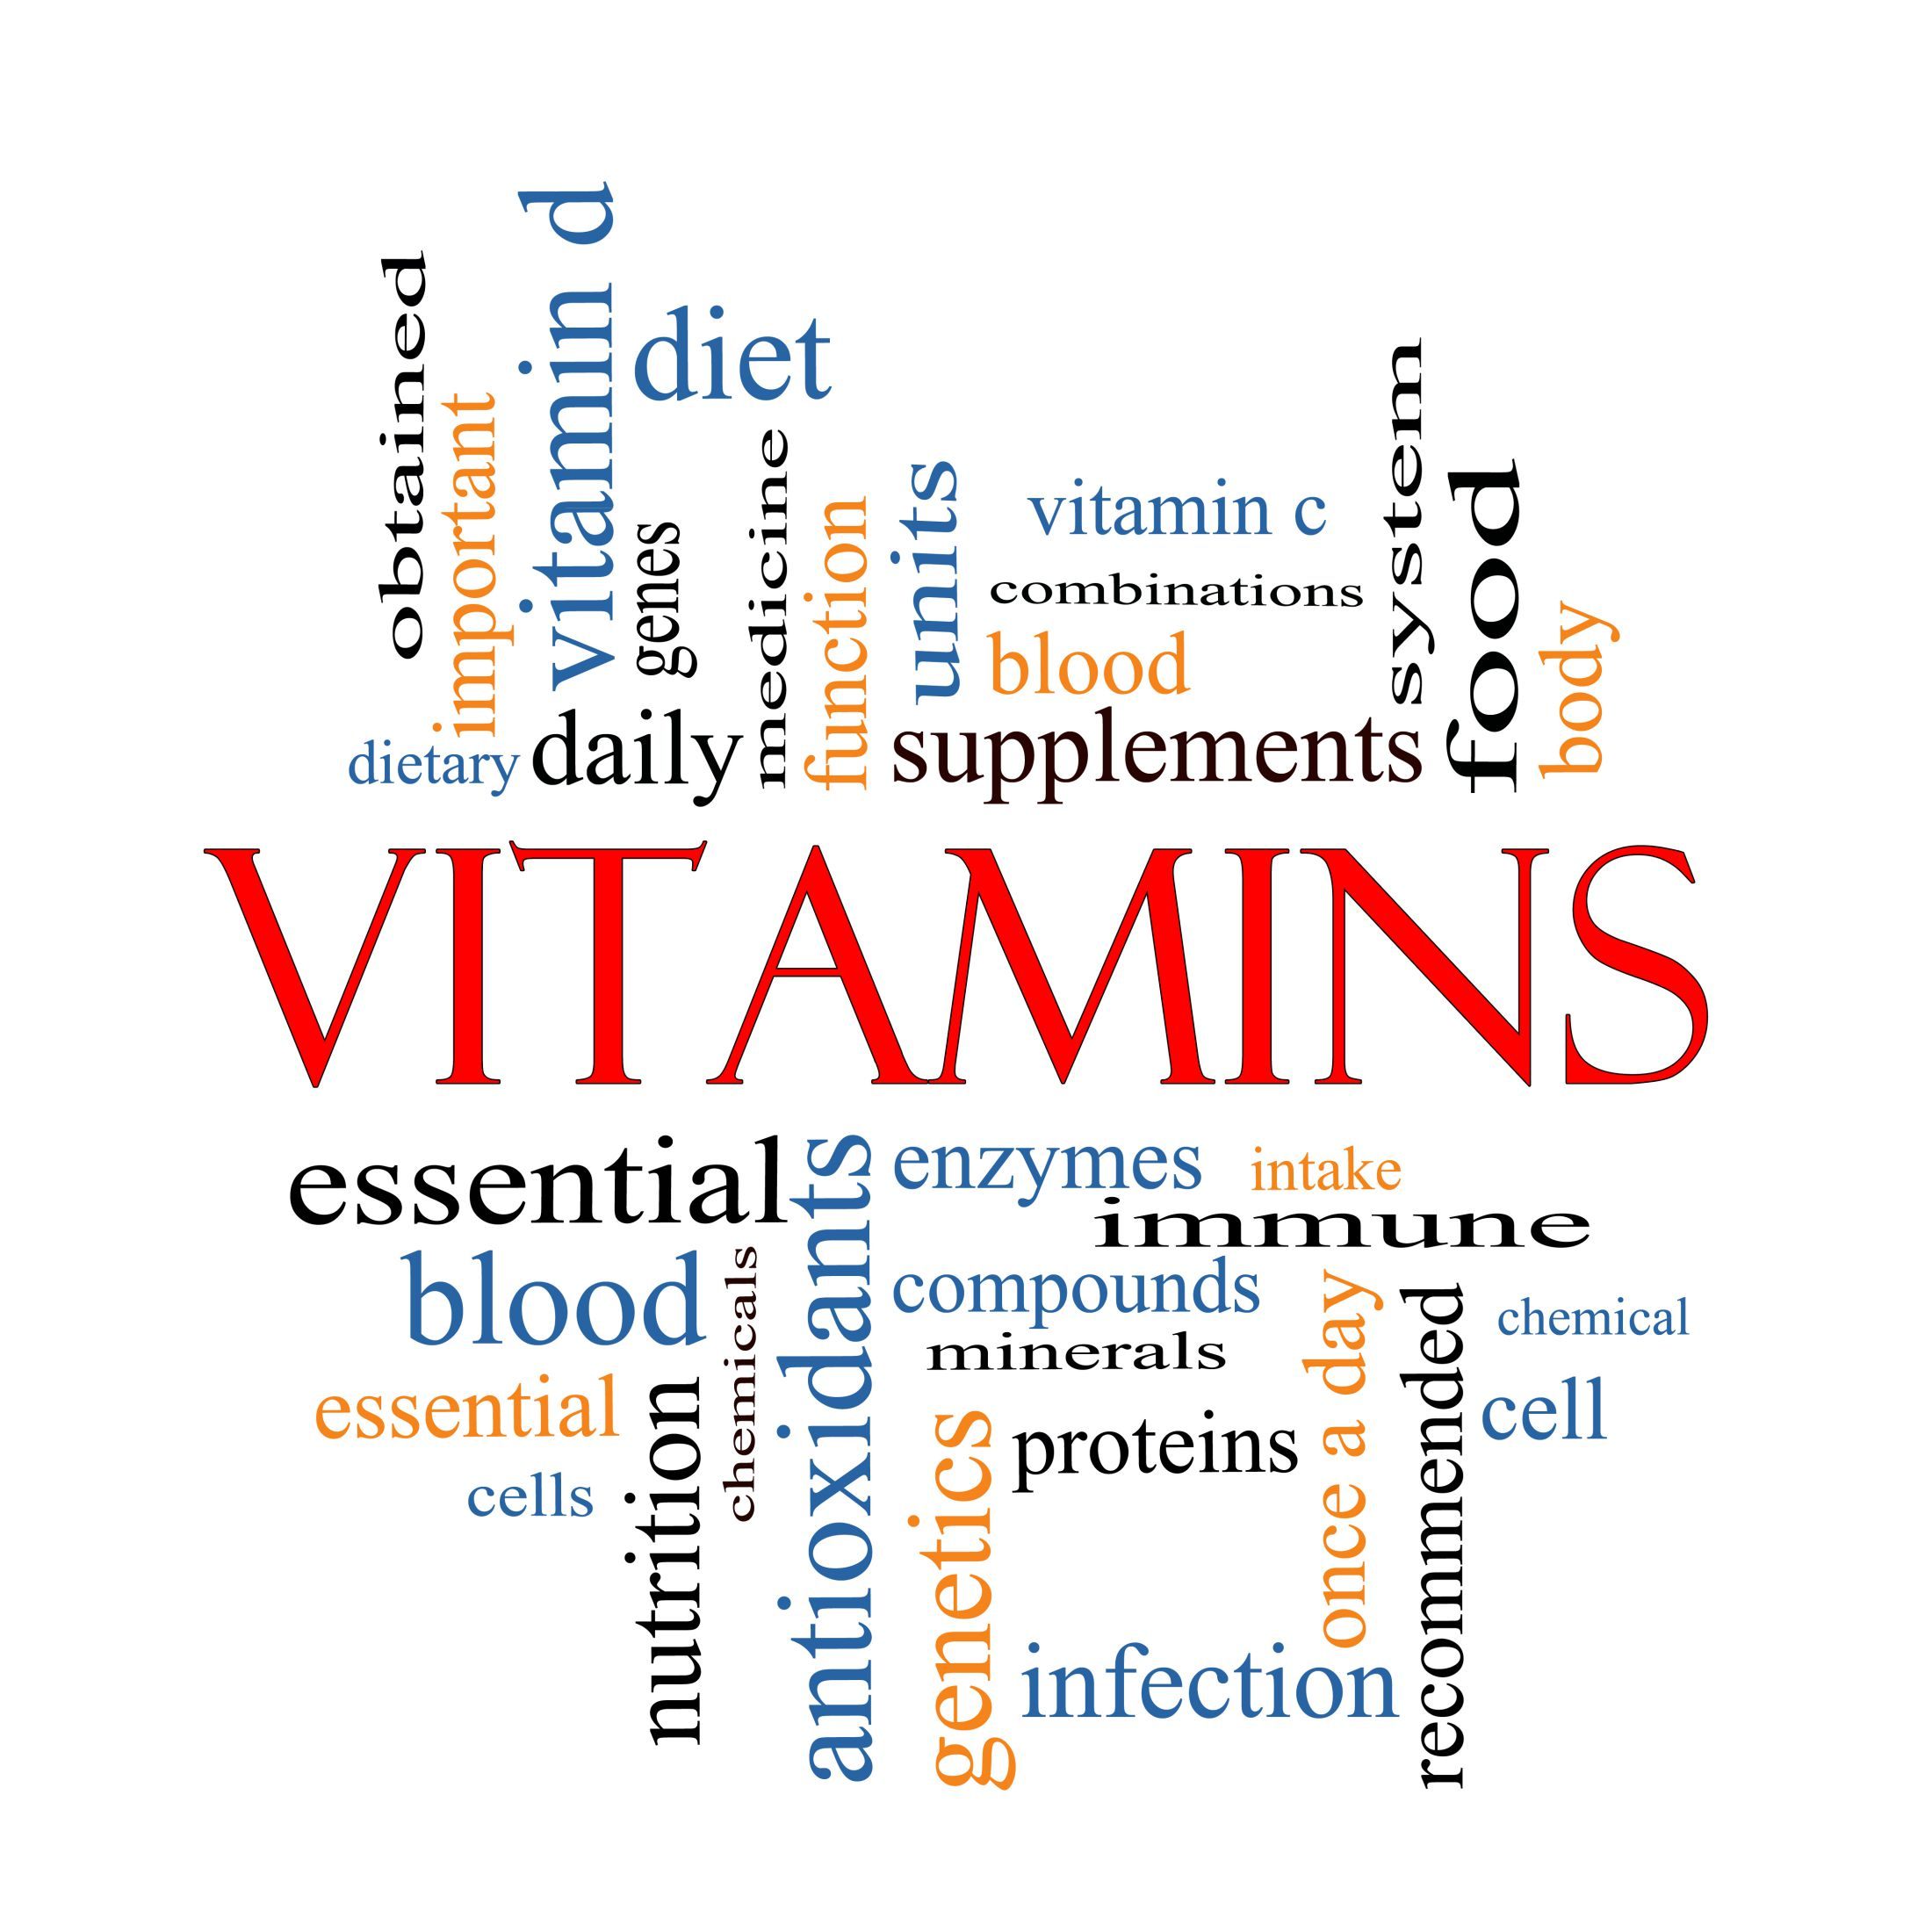 obtained
important
vitamin d
diet
genes
medicine
function
units
vitamin c
combinations
blood
system
food
body
dietary
daily
supplements
VITAMINS
essential
antioxidants
enzymes
intake
immune
blood
chemicals
compounds
minerals
once a day
recommended
chemical
essential
cells
nutrition
genetics
proteins
cell
infection